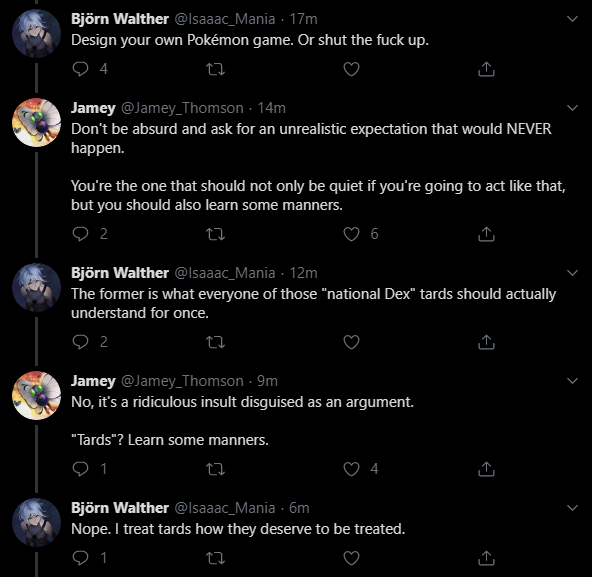 Björn Walther @Isaaac_Mania · 17m
Design your own Pokémon game. Or shut the fuck up.
4
Jamey @Jamey_Thomson · 14m
Don't be absurd and ask for an unrealistic expectation that would NEVER
happen.
You're the one that should not only be quiet if you're going to act like that,
but you should also learn some manners.
2 6
Björn Walther @Isaaac_Mania · 12m
The former is what everyone of those "national Dex" tards should actually
understand for once.
2
Jamey @Jamey_Thomson · 9m
No, it's a ridiculous insult disguised as an argument.
"Tards"? Learn some manners.
1 4
Björn Walther @Isaaac_Mania · 6m
Nope. I treat tards how they deserve to be treated.
1